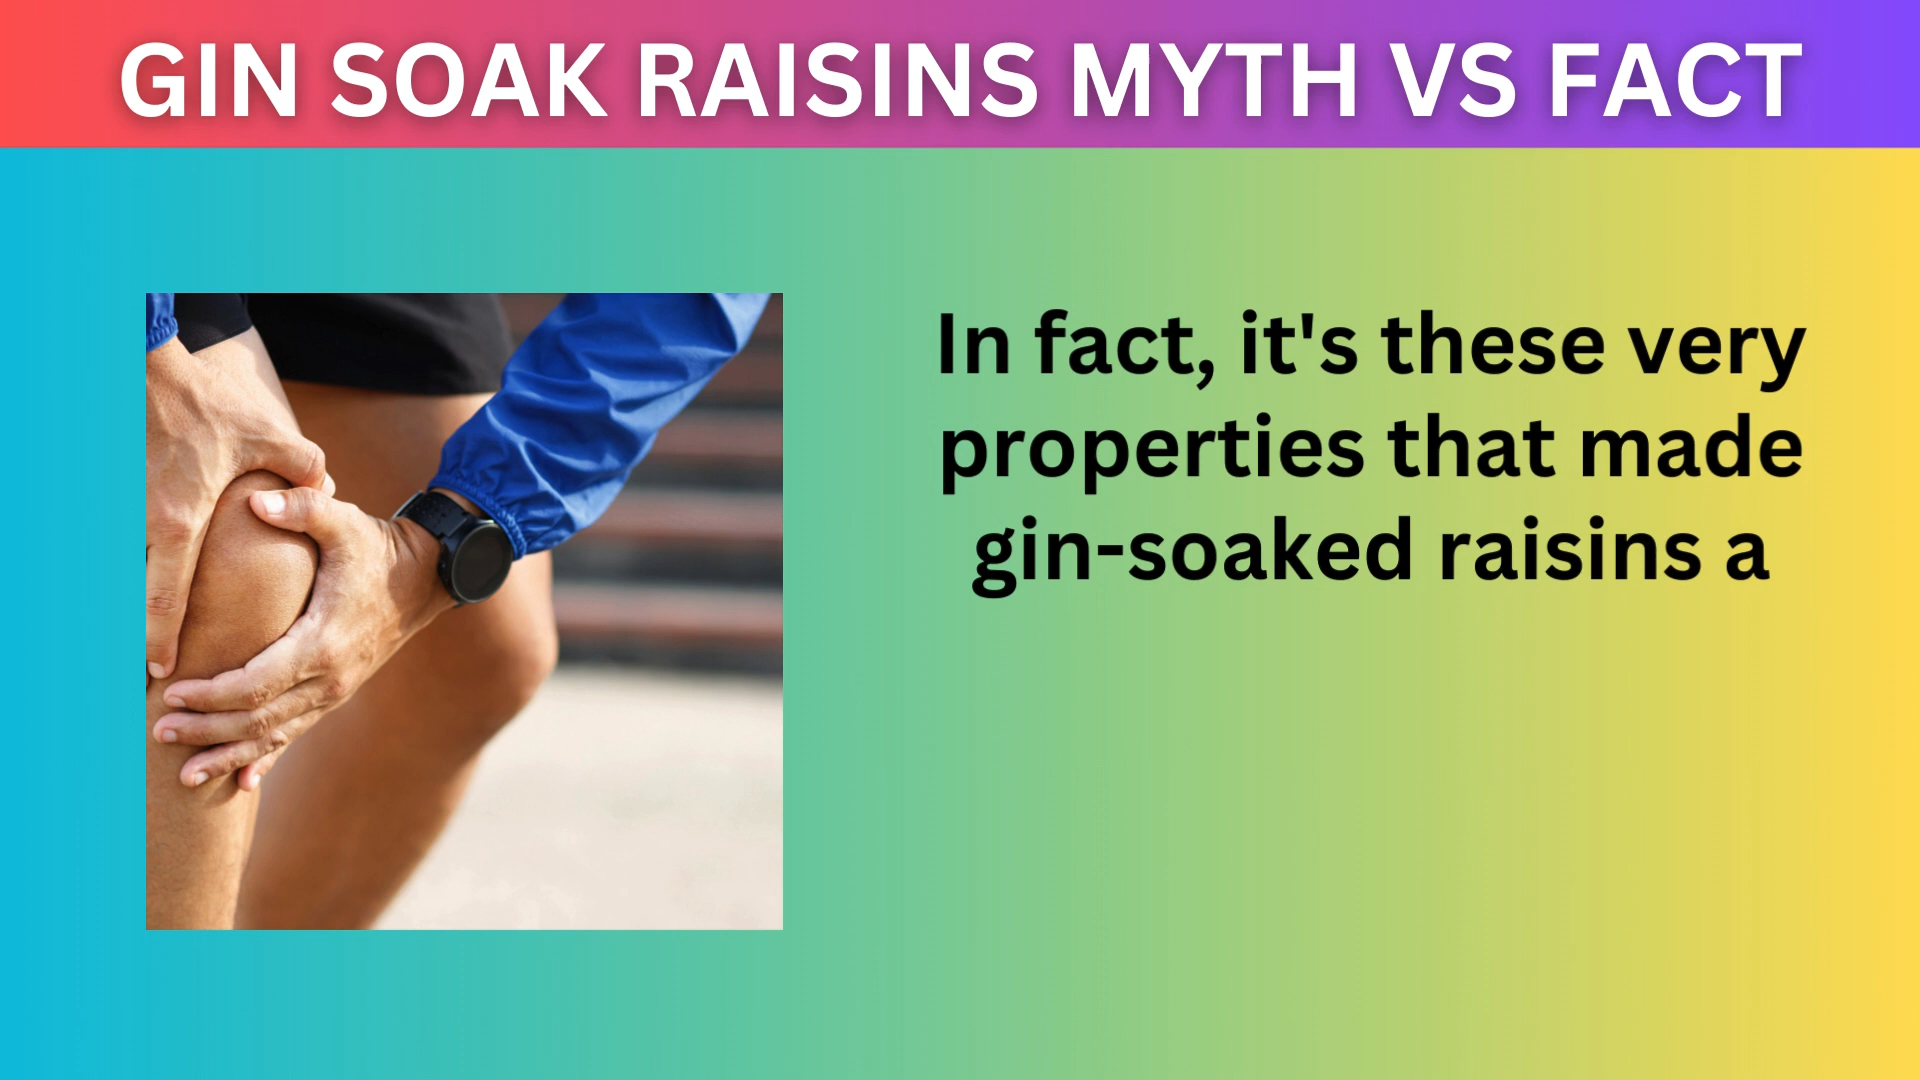 GIN SOAK RAISINS MYTH VS FACT
In fact, it's these very
properties that made
gin-soaked raisins a